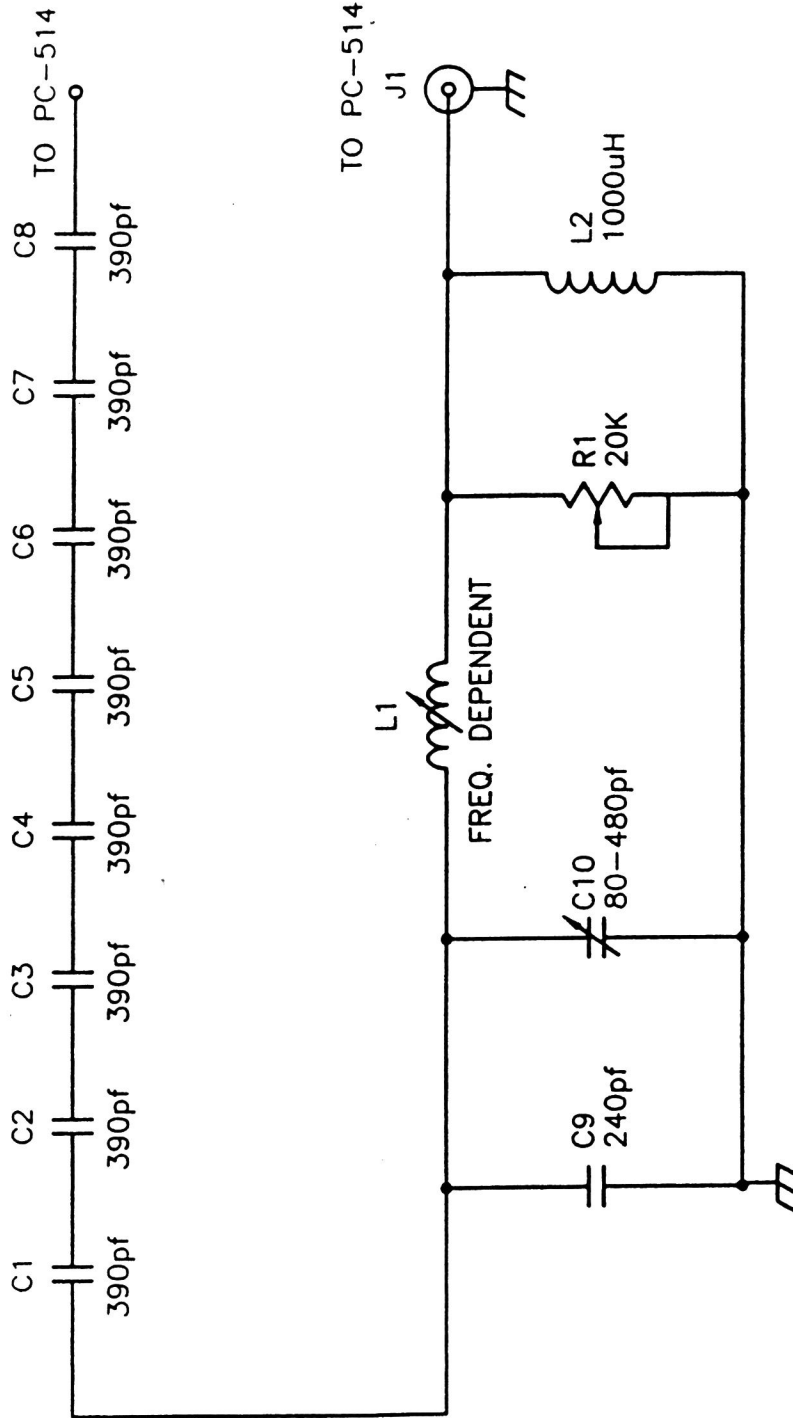 C1
390pf
C2
390pf
C3
390pf
C4
390pf
C5
390pf
C6
390pf
C7
390pf
C8
390pf
TO PC-514
TO PC-514
J1
L1
FREQ. DEPENDENT
C9
240pf
C10
80-480pf
R1
20K
L2
1000uH